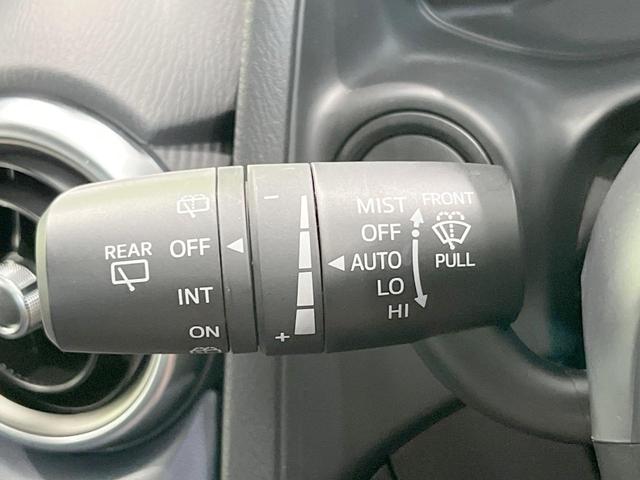 REAR
OFF
INT
ON
−
+
MIST
OFF
AUTO
LO
HI
FRONT
PULL